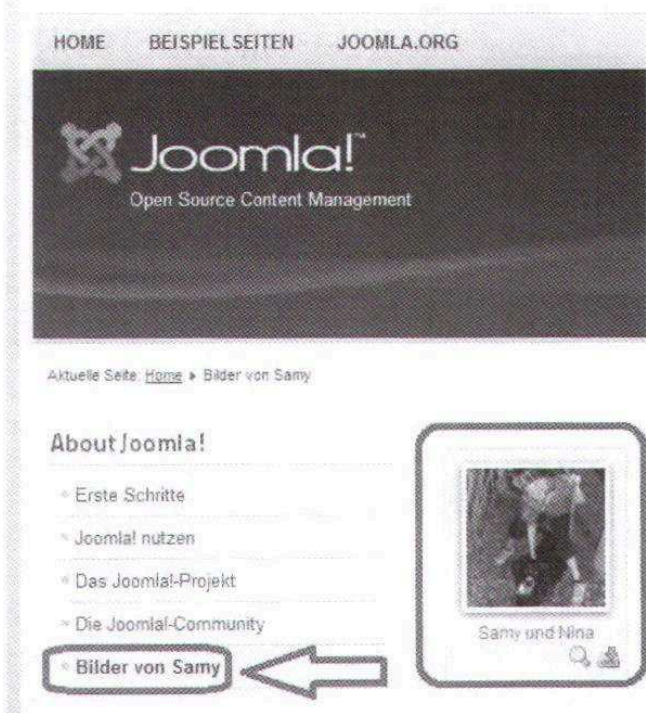 HOME BEISPIELSEITEN JOOMLA.ORG
Joomla!™
Open Source Content Management
Aktuelle Seite: Home ▸ Bilder von Samy
About Joomla!
Erste Schritte
Joomla! nutzen
Das Joomla!-Projekt
Die Joomla!-Community
Bilder von Samy
Samy und Nina